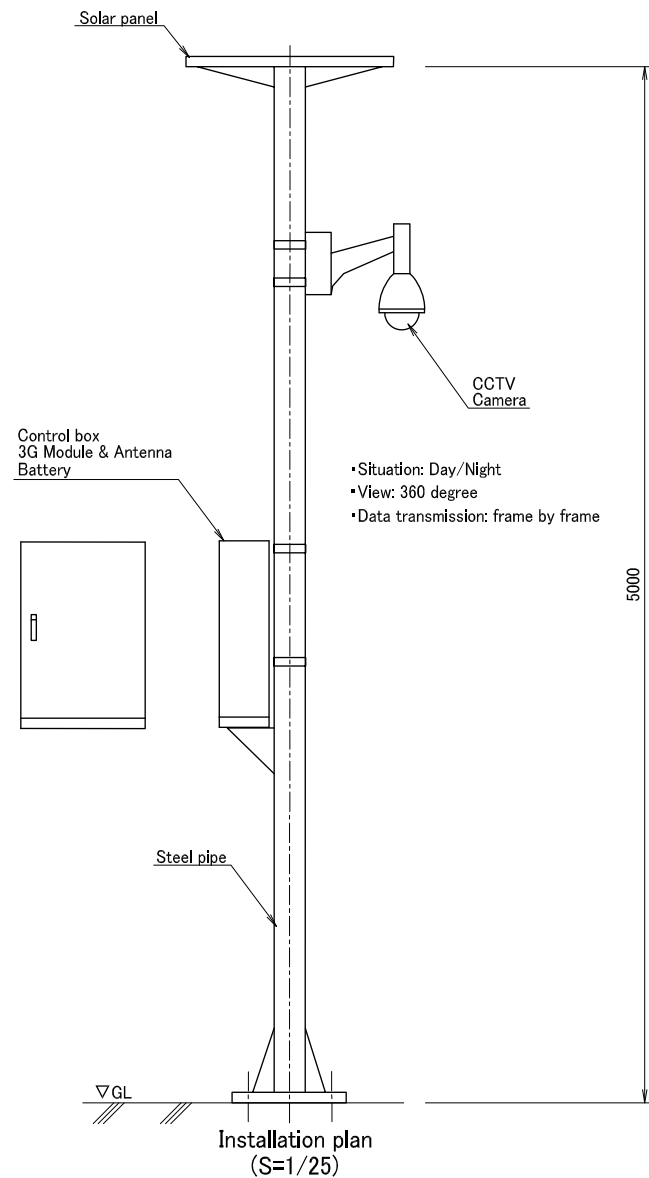 Solar panel
CCTV
Camera
Control box
3G Module & Antenna
Battery
▪Situation: Day/Night
▪View: 360 degree
▪Data transmission: frame by frame
5000
Steel pipe
▽GL
Installation plan
(S=1/25)